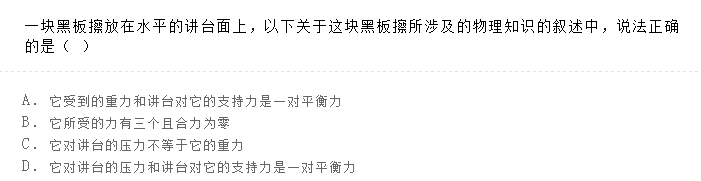 一块黑板擦放在水平的讲台面上，以下关于这块黑板擦所涉及的物理知识的叙述中，说法正确
的是（　）
A. 它受到的重力和讲台对它的支持力是一对平衡力
B. 它所受的力有三个且合力为零
C. 它对讲台的压力不等于它的重力
D. 它对讲台的压力和讲台对它的支持力是一对平衡力